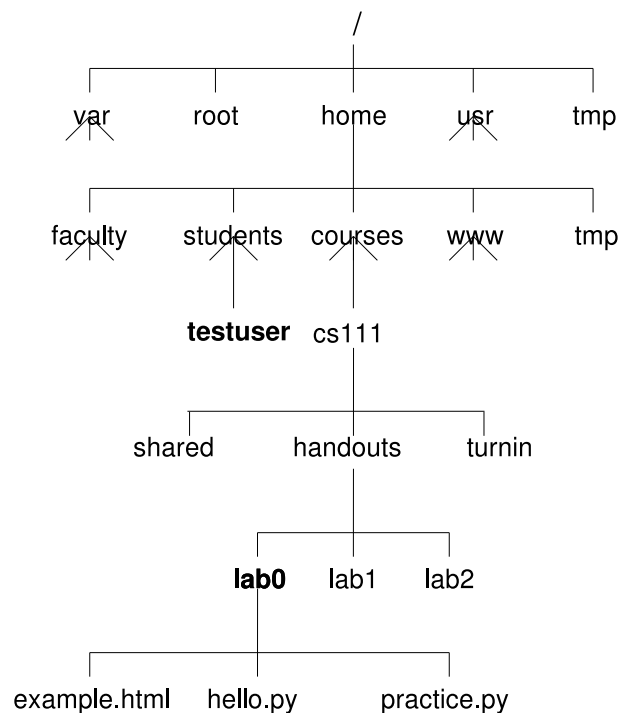 /
var root home usr tmp
faculty students courses www tmp
testuser cs111
shared handouts turnin
lab0 lab1 lab2
example.html hello.py practice.py